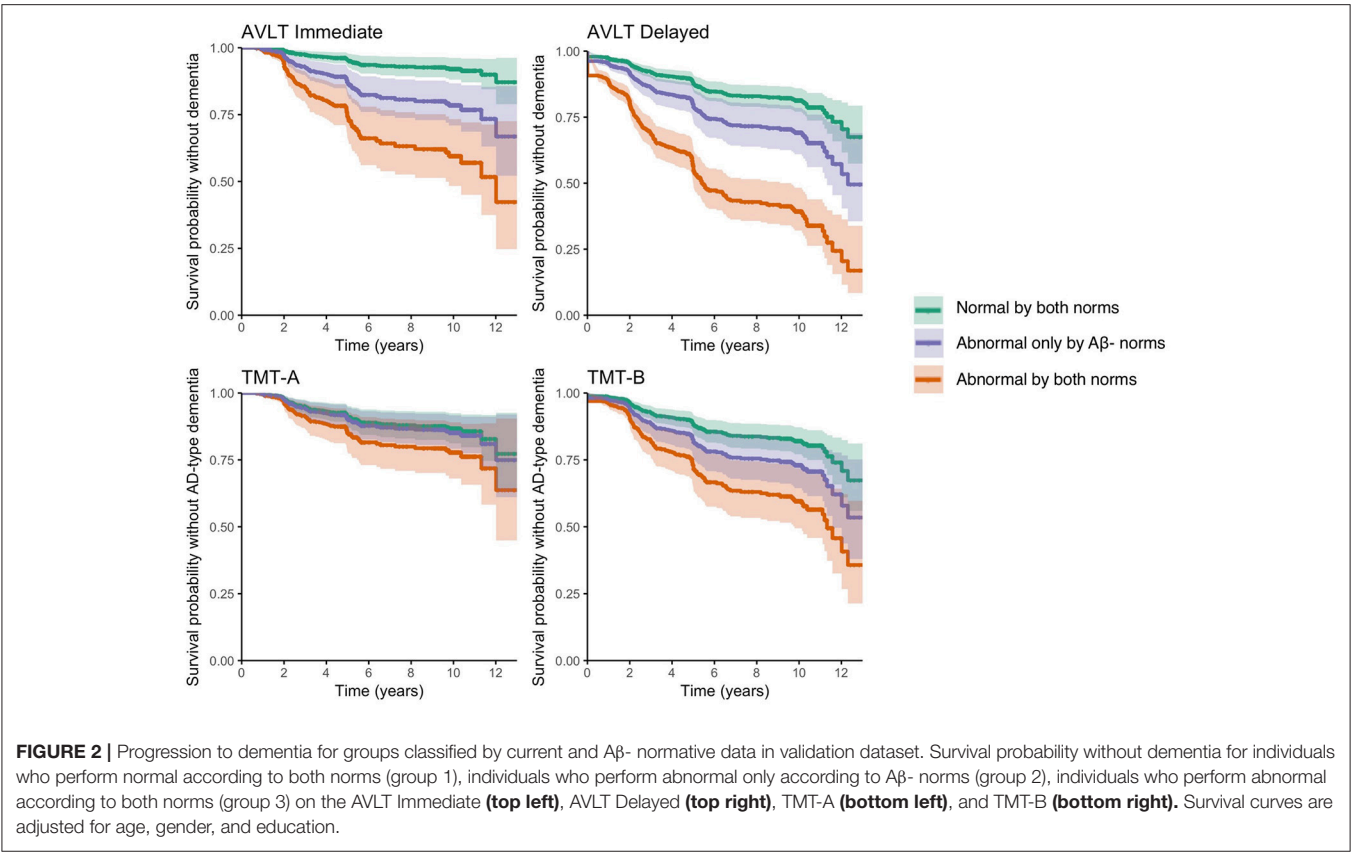 AVLT Immediate
Survival probability without dementia
1.00
0.75
0.50
0.25
0.00
0 2 4 6 8 10 12
Time (years)
AVLT Delayed
Survival probability without dementia
1.00
0.75
0.50
0.25
0.00
0 2 4 6 8 10 12
Time (years)
Normal by both norms
Abnormal only by Aβ- norms
Abnormal by both norms
TMT-A
Survival probability without AD-type dementia
1.00
0.75
0.50
0.25
0.00
0 2 4 6 8 10 12
Time (years)
TMT-B
Survival probability without AD-type dementia
1.00
0.75
0.50
0.25
0.00
0 2 4 6 8 10 12
Time (years)
FIGURE 2 | Progression to dementia for groups classified by current and Aβ- normative data in validation dataset. Survival probability without dementia for individuals
who perform normal according to both norms (group 1), individuals who perform abnormal only according to Aβ- norms (group 2), individuals who perform abnormal
according to both norms (group 3) on the AVLT Immediate (top left), AVLT Delayed (top right), TMT-A (bottom left), and TMT-B (bottom right). Survival curves are
adjusted for age, gender, and education.